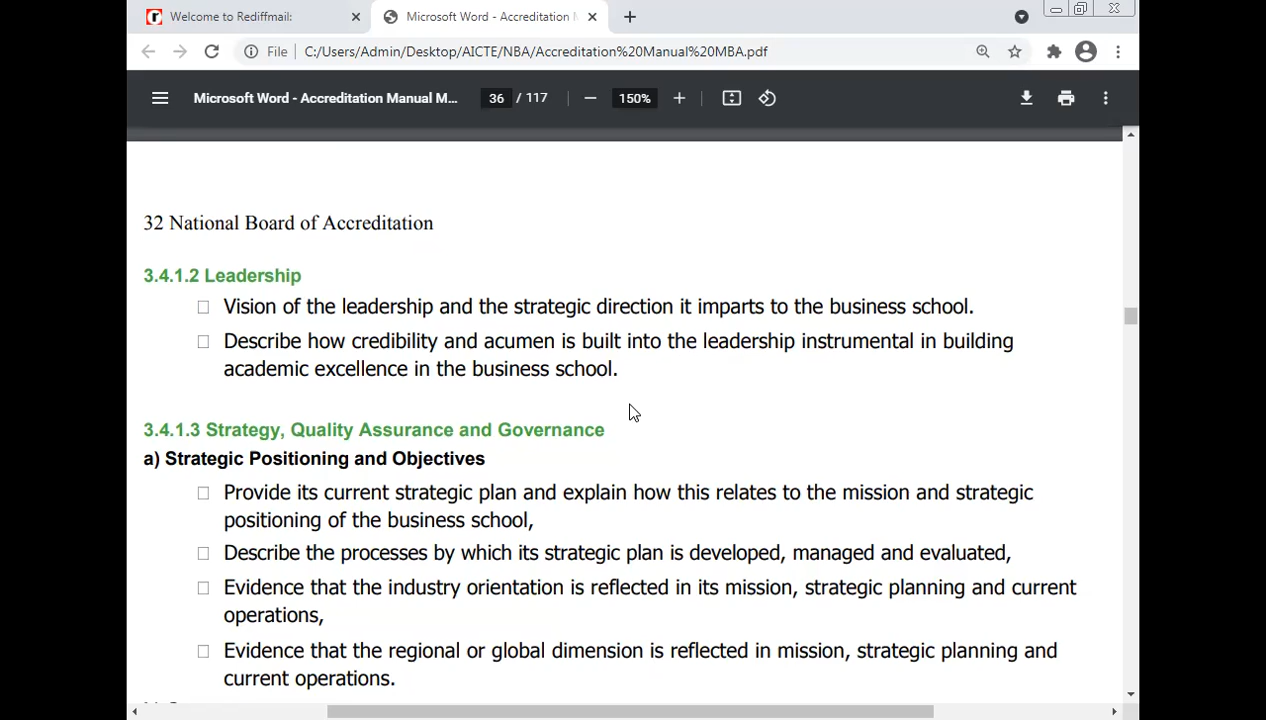 Welcome to Rediffmail:
Microsoft Word - Accreditation M
File
C:/Users/Admin/Desktop/AICTE/NBA/Accreditation%20Manual%20MBA.pdf
Microsoft Word - Accreditation Manual M...
36 / 117
150%
32 National Board of Accreditation
3.4.1.2 Leadership
Vision of the leadership and the strategic direction it imparts to the business school.
Describe how credibility and acumen is built into the leadership instrumental in building
academic excellence in the business school.
3.4.1.3 Strategy, Quality Assurance and Governance
a) Strategic Positioning and Objectives
Provide its current strategic plan and explain how this relates to the mission and strategic
positioning of the business school,
Describe the processes by which its strategic plan is developed, managed and evaluated,
Evidence that the industry orientation is reflected in its mission, strategic planning and current
operations,
Evidence that the regional or global dimension is reflected in mission, strategic planning and
current operations.